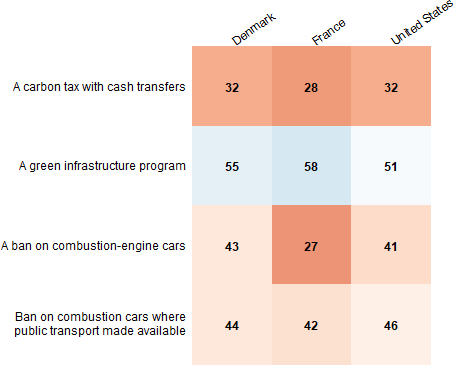 Denmark France United States
A carbon tax with cash transfers 32 28 32
A green infrastructure program 55 58 51
A ban on combustion-engine cars 43 27 41
Ban on combustion cars where
public transport made available 44 42 46